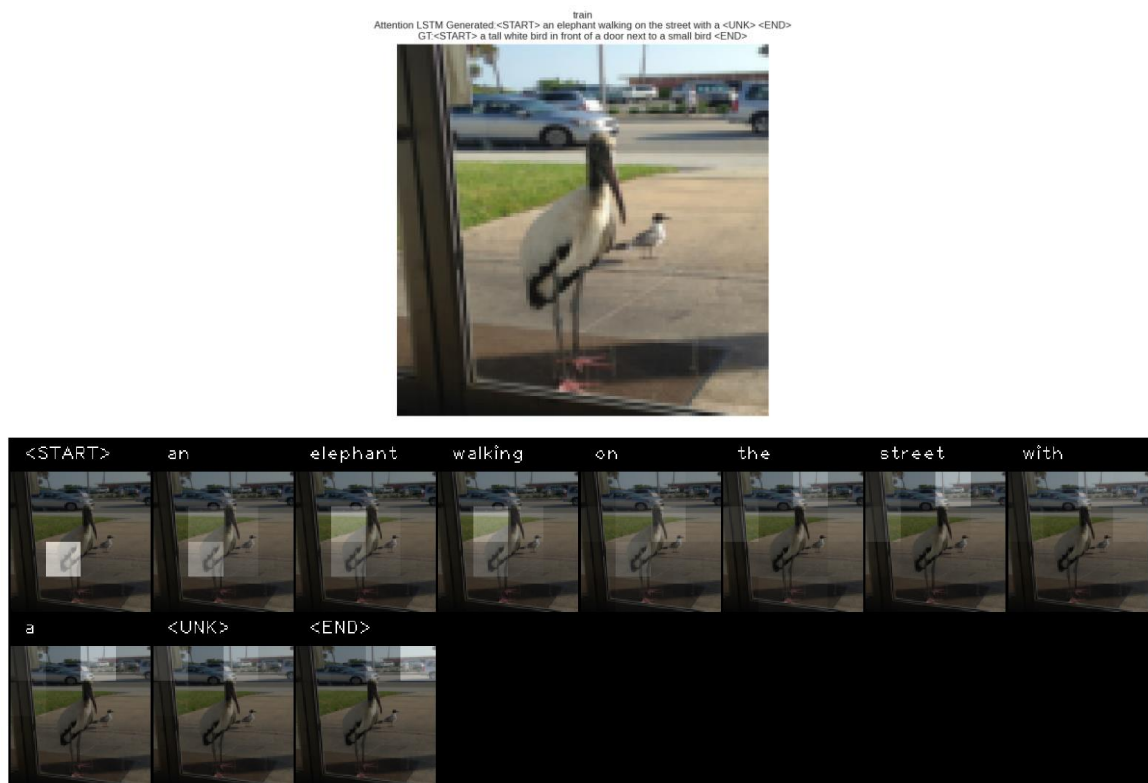 train
Attention LSTM Generated:<START> an elephant walking on the street with a <UNK> <END>
GT:<START> a tall white bird in front of a door next to a small bird <END>
<START> an elephant walking on the street with
a <UNK> <END>